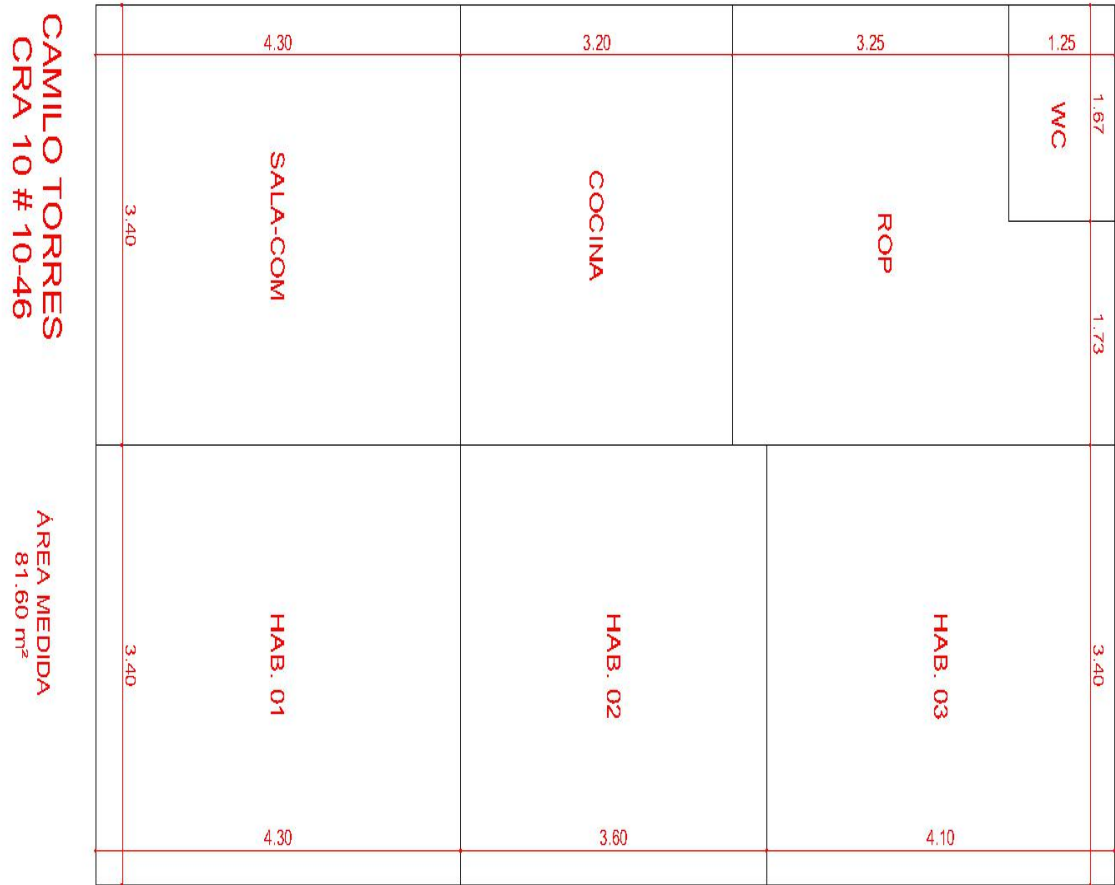 CAMILO TORRES
CRA 10 # 10-46
ÁREA MEDIDA
81.60 m²
4.30
3.20
3.25
1.25
1.67
WC
1.73
SALA-COM
COCINA
ROP
3.40
3.40
HAB. 01
HAB. 02
HAB. 03
3.40
4.30
3.60
4.10